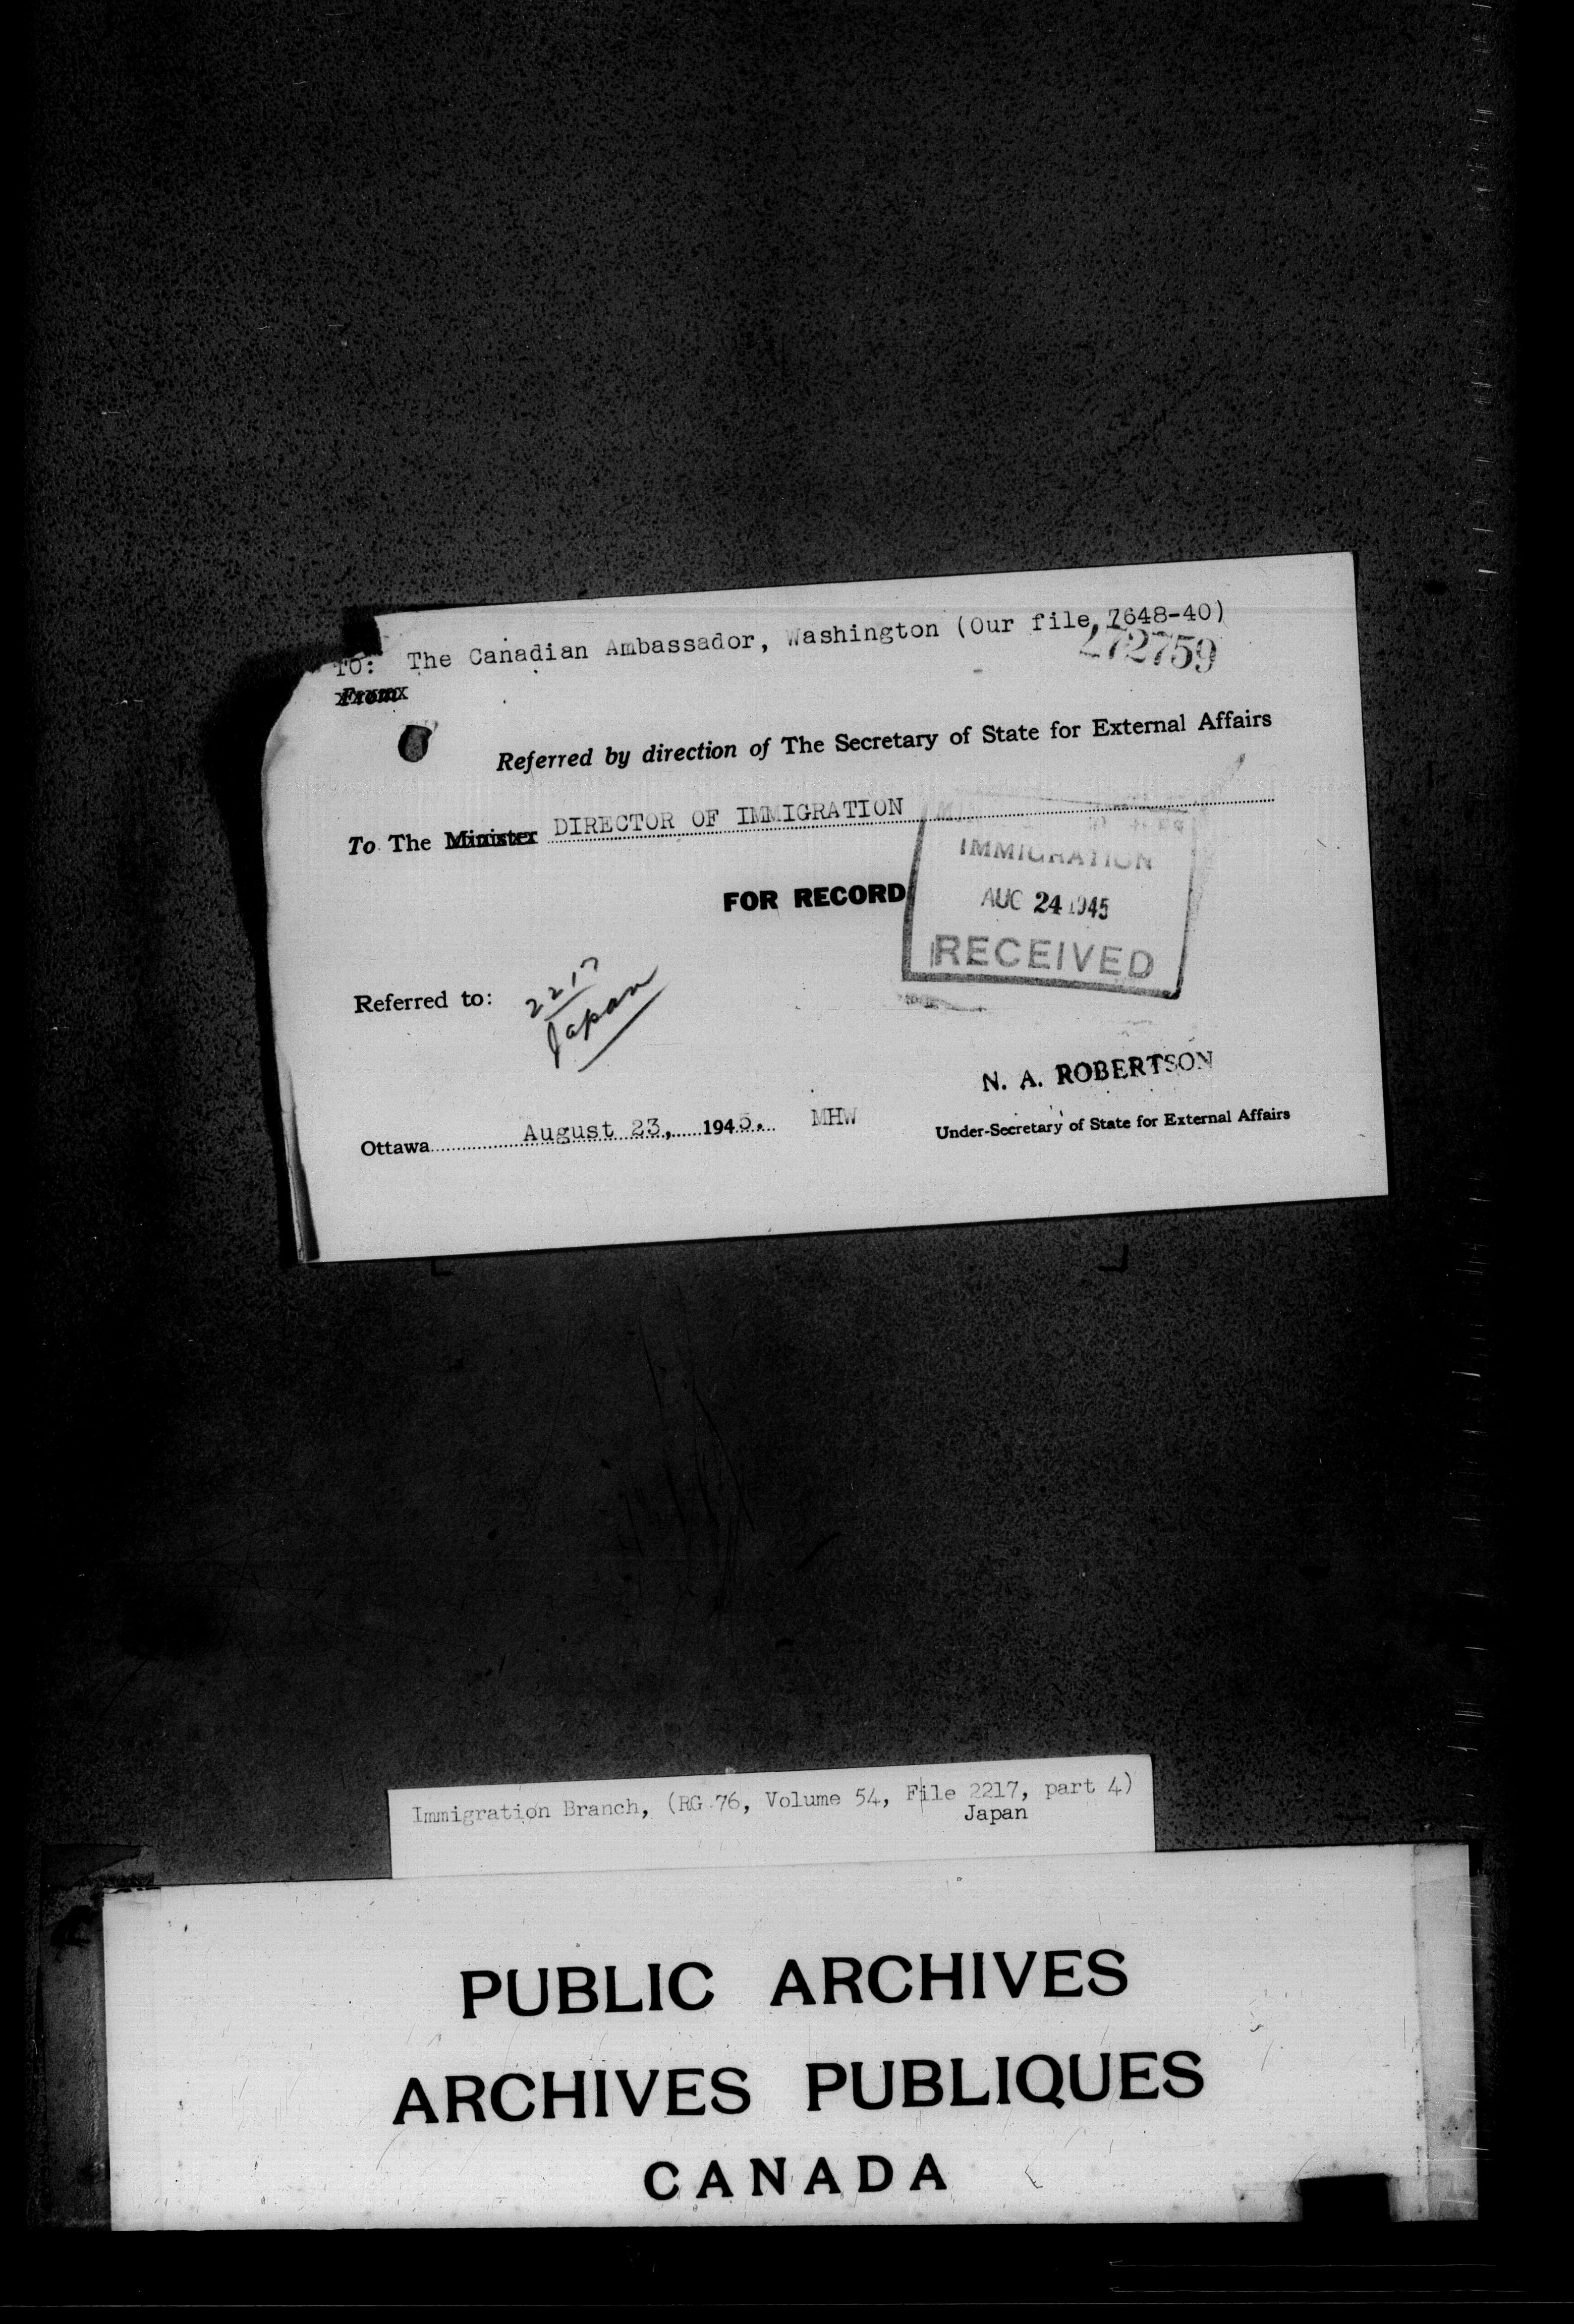 TO: The Canadian Ambassador, Washington (Our file, 7648-40)
272759
From
Referred by direction of The Secretary of State for External Affairs
To The Minister DIRECTOR OF IMMIGRATION
IMMIGRATION
FOR RECORD
AUG 24 1945
RECEIVED
Referred to:
2217
Japan
N. A. ROBERTSON
Ottawa August 23, 1945. MHW
Under-Secretary of State for External Affairs
Immigration Branch, (RG 76, Volume 54, File 2217, part 4)
Japan
PUBLIC ARCHIVES
ARCHIVES PUBLIQUES
CANADA